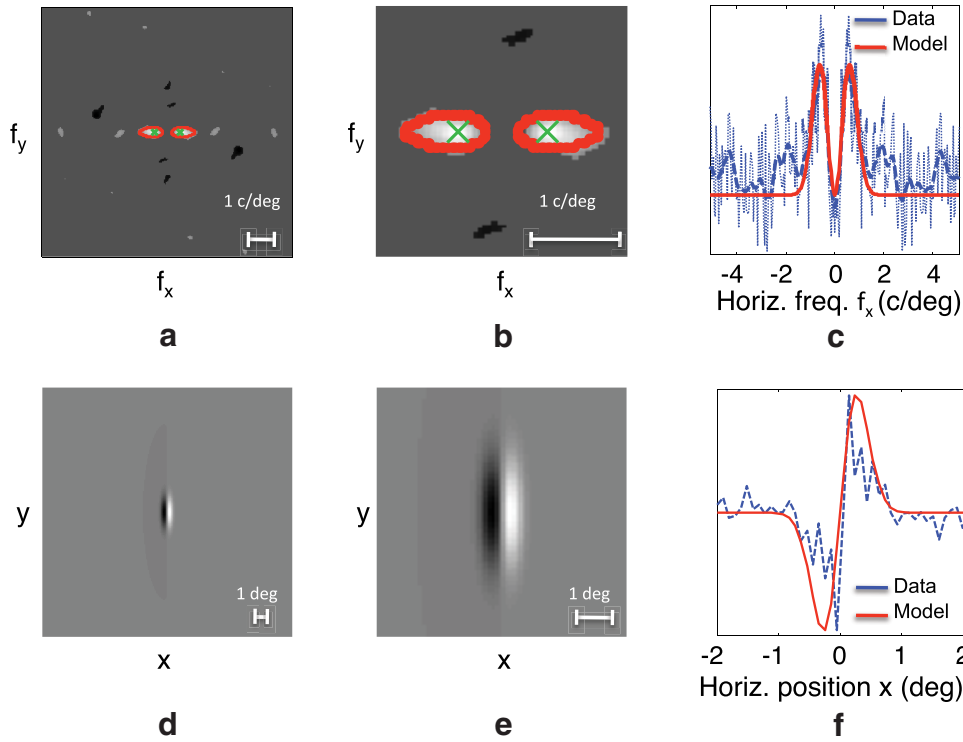 f_y
1 c/deg
f_x
a
f_y
1 c/deg
f_x
b
Data
Model
-4 -2 0 2 4
Horiz. freq. f_x (c/deg)
c
y
1 deg
x
d
y
1 deg
x
e
Data
Model
-2 -1 0 1 2
Horiz. position x (deg)
f